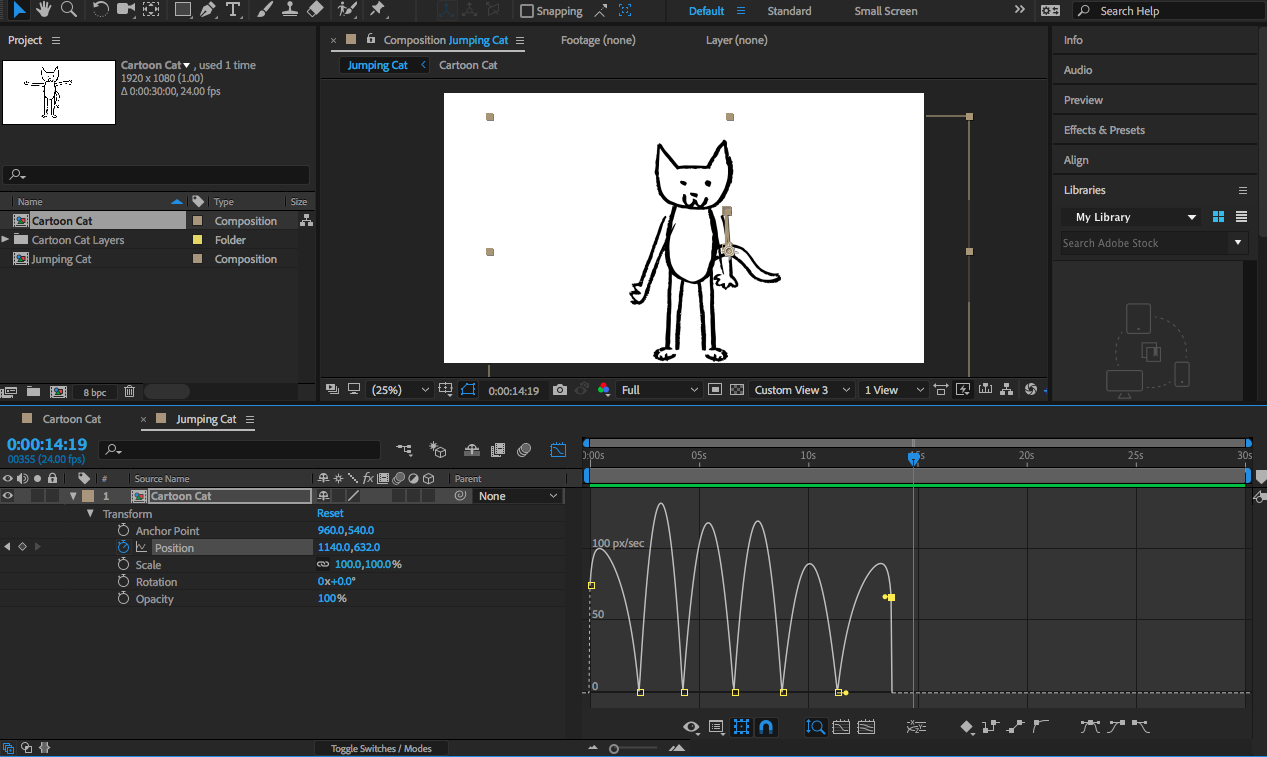 Snapping
Default
Standard
Small Screen
Search Help
Project
Composition Jumping Cat
Footage (none)
Layer (none)
Info
Cartoon Cat , used 1 time
1920 x 1080 (1.00)
Δ 0:00:30:00, 24.00 fps
Jumping Cat
Cartoon Cat
Audio
Preview
Effects & Presets
Align
Libraries
My Library
Search Adobe Stock
Name
Type
Size
Cartoon Cat
Composition
Cartoon Cat Layers
Folder
Jumping Cat
Composition
8 bpc
(25%)
0:00:14:19
Full
Custom View 3
1 View
Cartoon Cat
Jumping Cat
0:00:14:19
00355 (24.00 fps)
#
Source Name
Parent
1
Cartoon Cat
None
Transform
Reset
Anchor Point
960.0,540.0
Position
1140.0,632.0
Scale
100.0,100.0%
Rotation
0x+0.0°
Opacity
100%
05s
10s
20s
25s
30s
100 px/sec
50
0
Toggle Switches / Modes